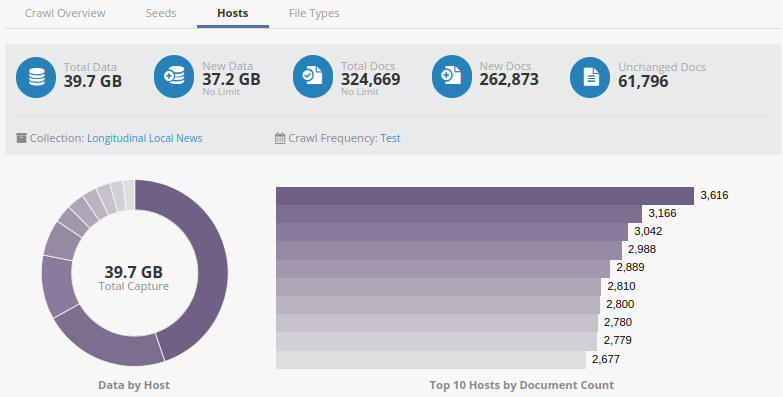 Crawl Overview Seeds Hosts File Types
Total Data New Data Total Docs New Docs Unchanged Docs
39.7 GB 37.2 GB 324,669 262,873 61,796
No Limit No Limit
Collection: Longitudinal Local News Crawl Frequency: Test
3,616
3,166
3,042
2,988
2,889
2,810
2,800
2,780
2,779
2,677
39.7 GB
Total Capture
Data by Host
Top 10 Hosts by Document Count